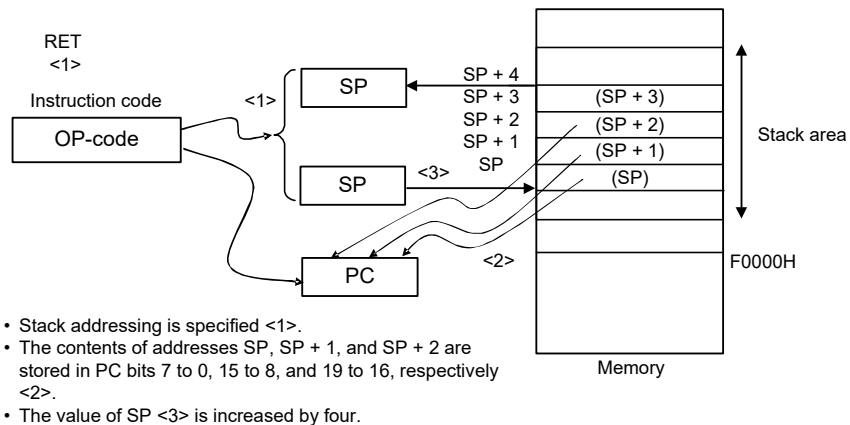 RET
<1>
Instruction code
OP-code
<1>
SP
SP
<3>
PC
<2>
SP + 4
SP + 3
SP + 2
SP + 1
SP
(SP + 3)
(SP + 2)
(SP + 1)
(SP)
Stack area
F0000H
Memory
• Stack addressing is specified <1>.
• The contents of addresses SP, SP + 1, and SP + 2 are
stored in PC bits 7 to 0, 15 to 8, and 19 to 16, respectively
<2>.
• The value of SP <3> is increased by four.